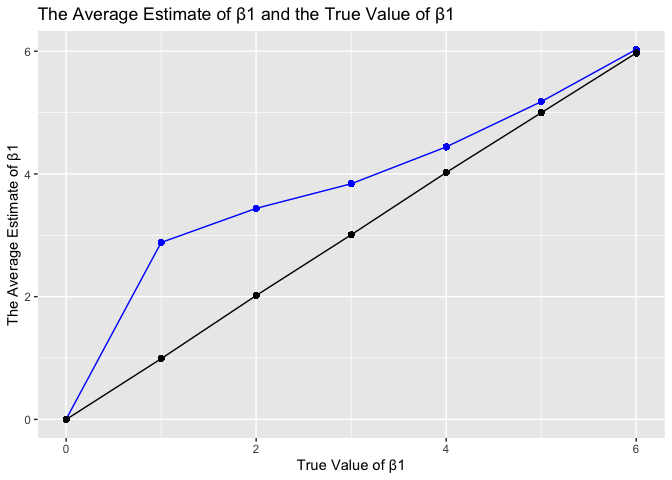 The Average Estimate of β1 and the True Value of β1
The Average Estimate of β1
6
4
2
0
0
2
4
6
True Value of β1